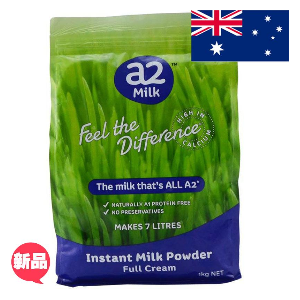 a2™
Milk
Feel the
Difference
HIGH IN CALCIUM
The milk that's ALL A2*
✓ NATURALLY A1 PROTEIN FREE
✓ NO PRESERVATIVES
MAKES 7 LITRES
Instant Milk Powder
Full Cream
1kg NET
新品